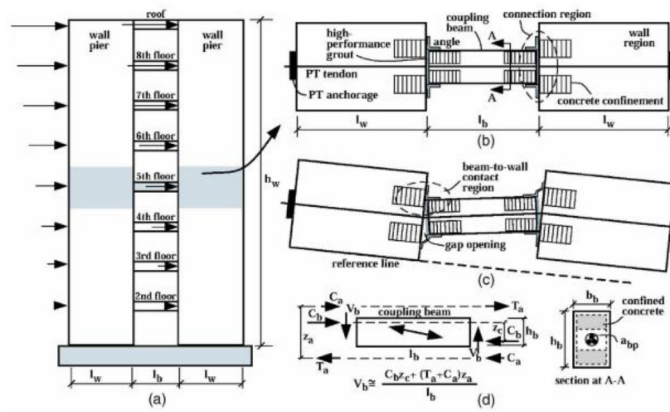 roof
wall
pier
wall
pier
8th floor
7th floor
6th floor
5th floor
4th floor
3rd floor
2nd floor
h_w
l_w
l_b
l_w
(a)
high-
performance
grout
angle
coupling
beam
A
connection region
wall
region
PT tendon
PT anchorage
A
concrete confinement
l_w
l_b
l_w
(b)
beam-to-wall
contact
region
gap opening
reference line
(c)
C_a
T_a
V_b
C_b
coupling beam
z_a
z_c
C_b
h_b
l_b
V_b
T_a
C_a
V_b ≅ C_b z_c + (T_a+C_a)z_a
l_b
(d)
b_b
confined
concrete
h_b
a_bp
section at A-A